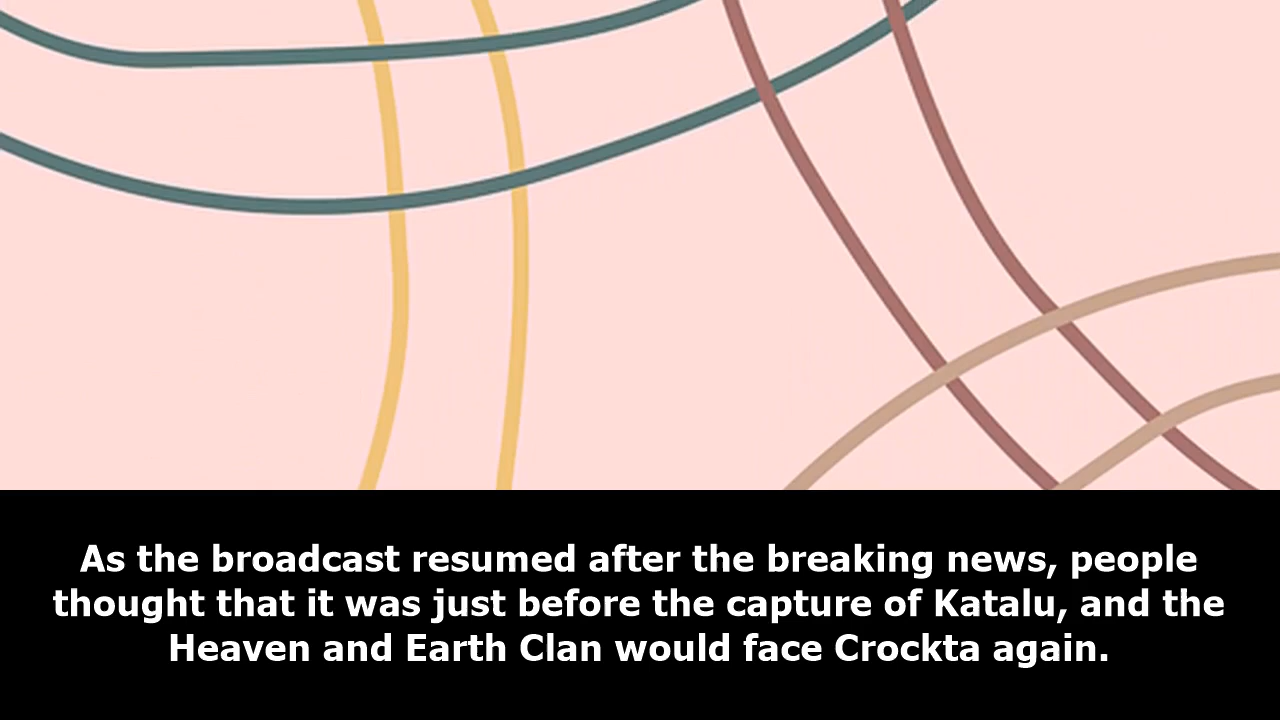 As the broadcast resumed after the breaking news, people
thought that it was just before the capture of Katalu, and the
Heaven and Earth Clan would face Crockta again.